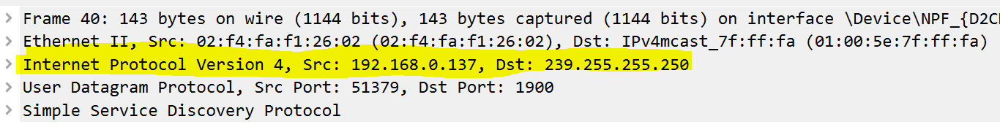 Frame 40: 143 bytes on wire (1144 bits), 143 bytes captured (1144 bits) on interface \Device\NPF_{D2C
Ethernet II, Src: 02:f4:fa:f1:26:02 (02:f4:fa:f1:26:02), Dst: IPv4mcast_7f:ff:fa (01:00:5e:7f:ff:fa)
Internet Protocol Version 4, Src: 192.168.0.137, Dst: 239.255.255.250
User Datagram Protocol, Src Port: 51379, Dst Port: 1900
Simple Service Discovery Protocol